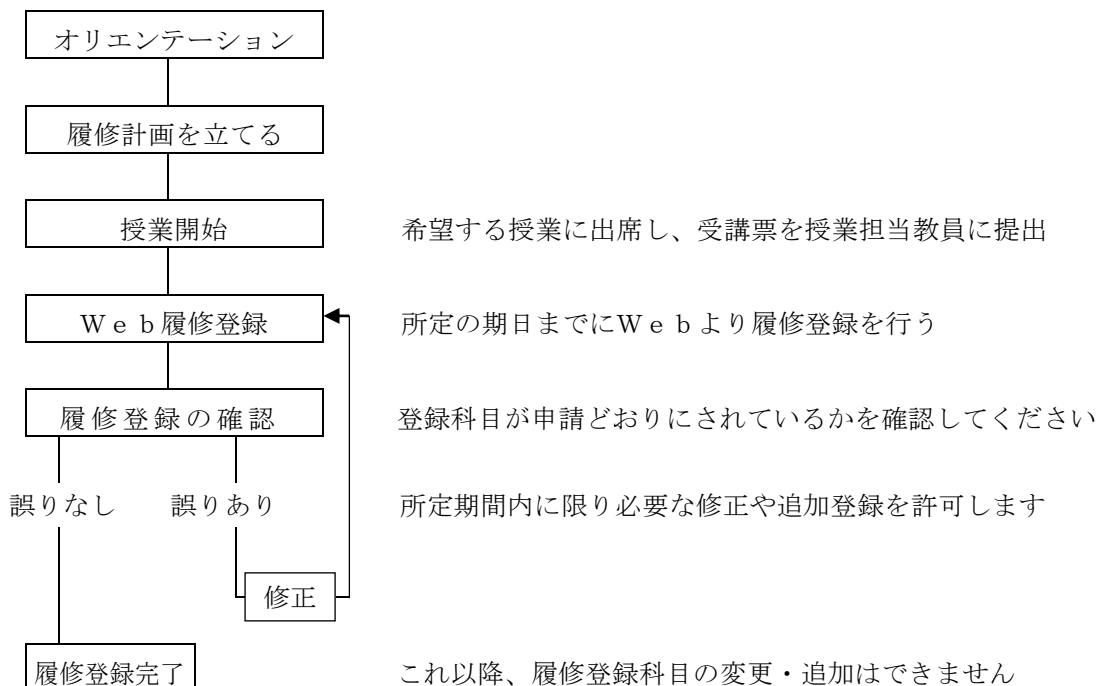 オリエンテーション
履修計画を立てる
授業開始　希望する授業に出席し、受講票を授業担当教員に提出
Ｗｅｂ履修登録　所定の期日までにＷｅｂより履修登録を行う
履修登録の確認　登録科目が申請どおりにされているかを確認してください
誤りなし　誤りあり　所定期間内に限り必要な修正や追加登録を許可します
修正
履修登録完了　これ以降、履修登録科目の変更・追加はできません